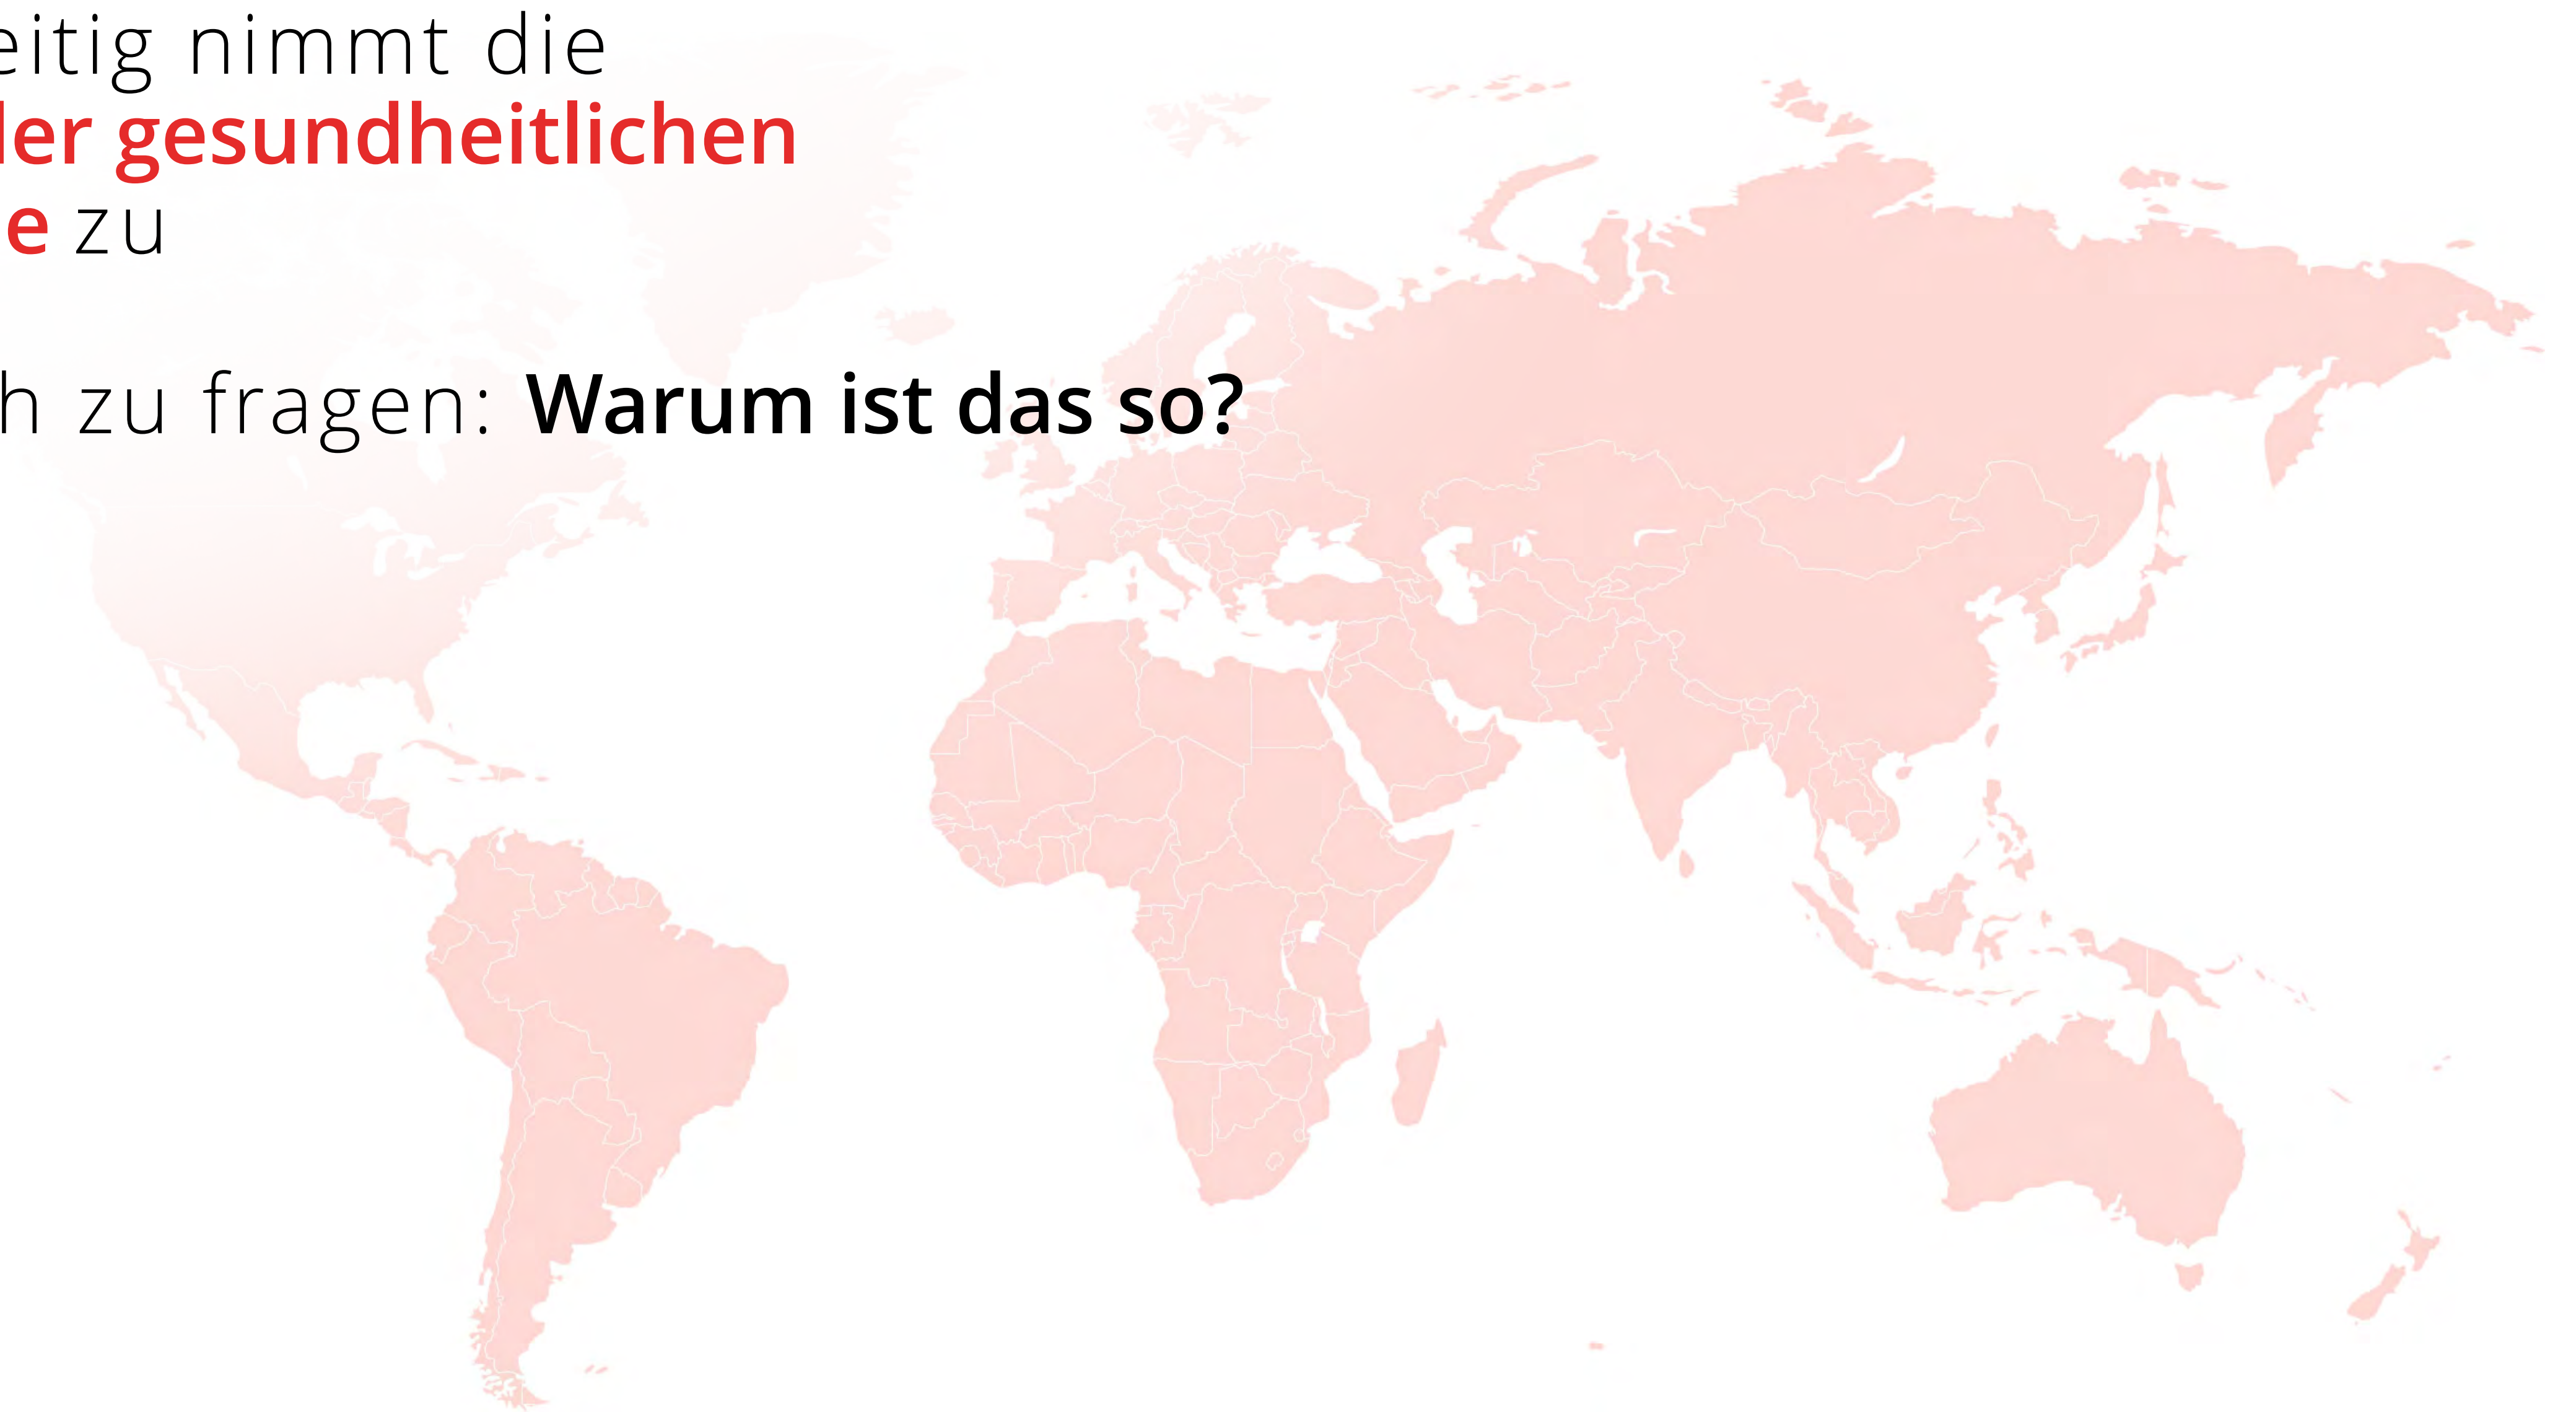 eitig nimmt die
der gesundheitlichen
e zu
h zu fragen: Warum ist das so?